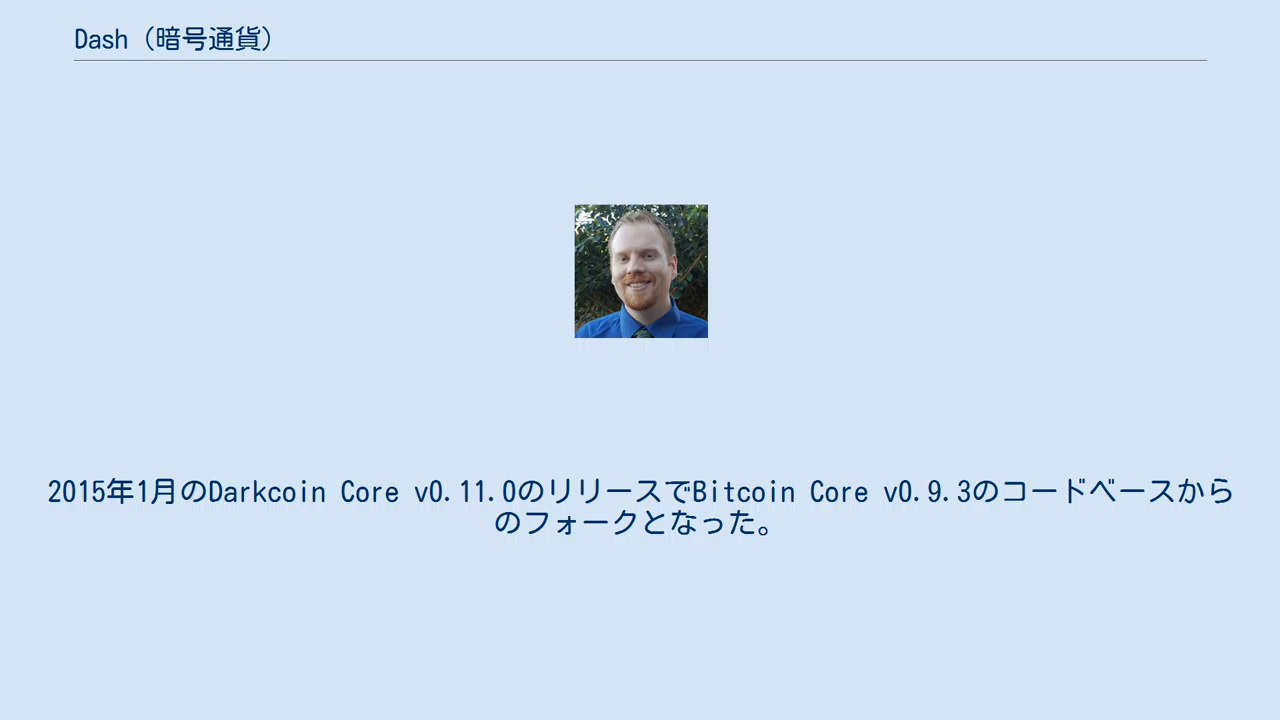 Dash（暗号通貨）
2015年1月のDarkcoin Core v0.11.0のリリースでBitcoin Core v0.9.3のコードベースから
のフォークとなった。